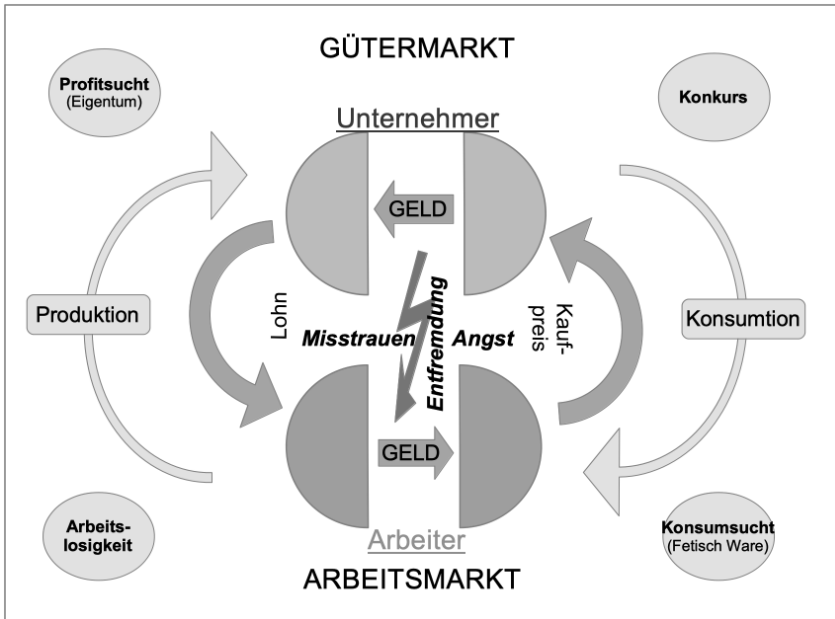 GÜTERMARKT
Profitsucht
(Eigentum)
Konkurs
Unternehmer
GELD
Produktion
Lohn
Misstrauen
Entfremdung
Angst
Kauf-
preis
Konsumtion
GELD
Arbeits-
losigkeit
Konsumsucht
(Fetisch Ware)
Arbeiter
ARBEITSMARKT